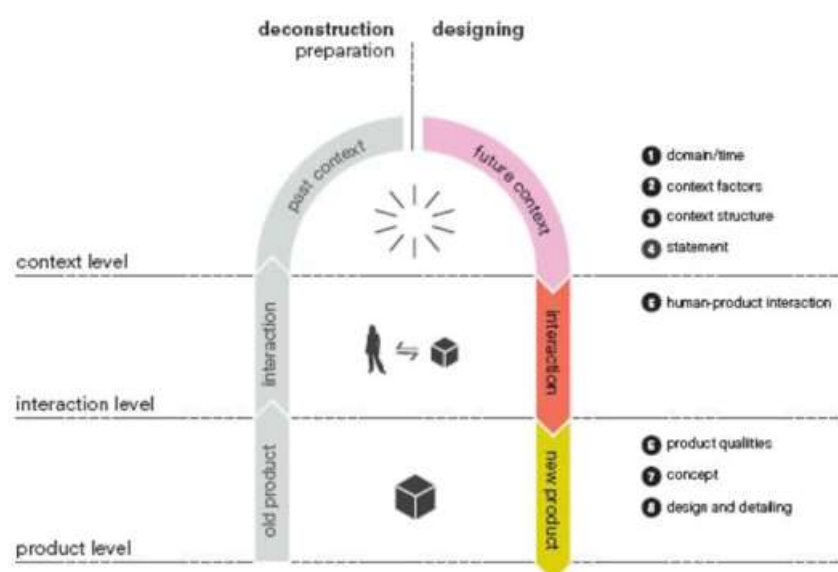 deconstruction
preparation
designing
past context
future context
context level
interaction
interaction
interaction level
old product
new product
product level
1 domain/time
2 context factors
3 context structure
4 statement
5 human-product interaction
6 product qualities
7 concept
8 design and detailing